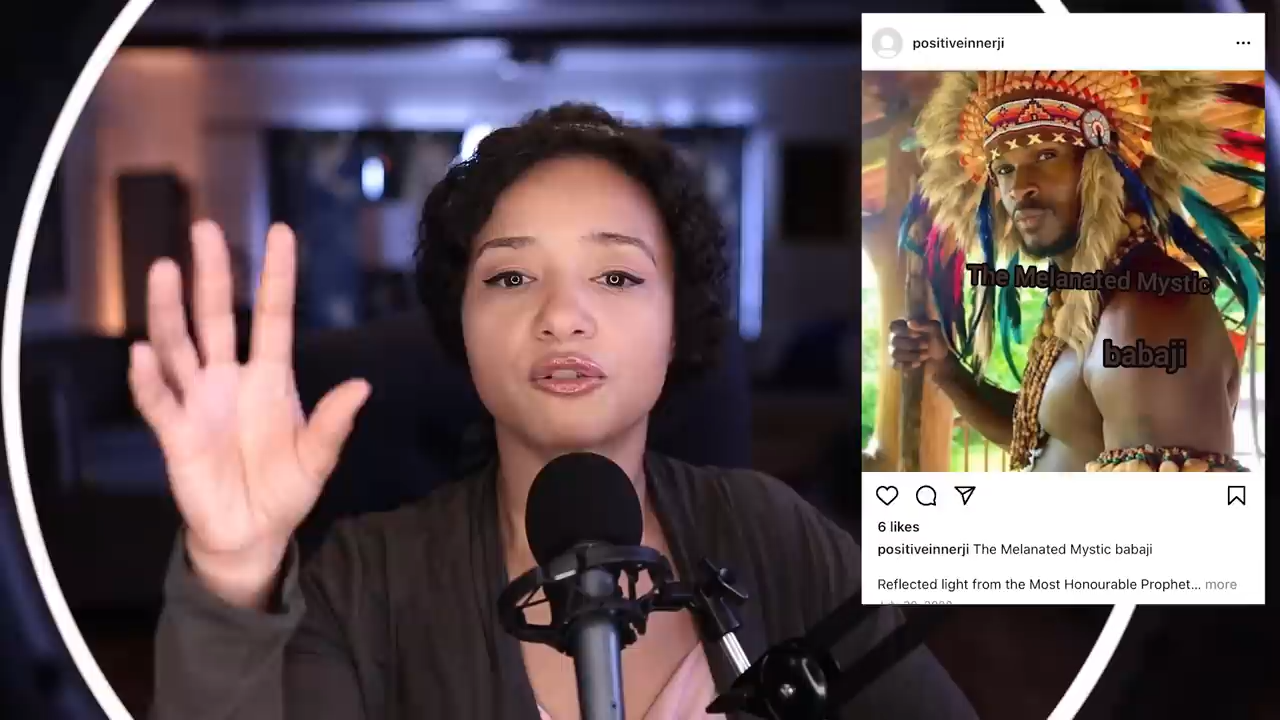 positiveinnerji
The Melanated Mystic
babaji
6 likes
positiveinnerji The Melanated Mystic babaji
Reflected light from the Most Honourable Prophet... more